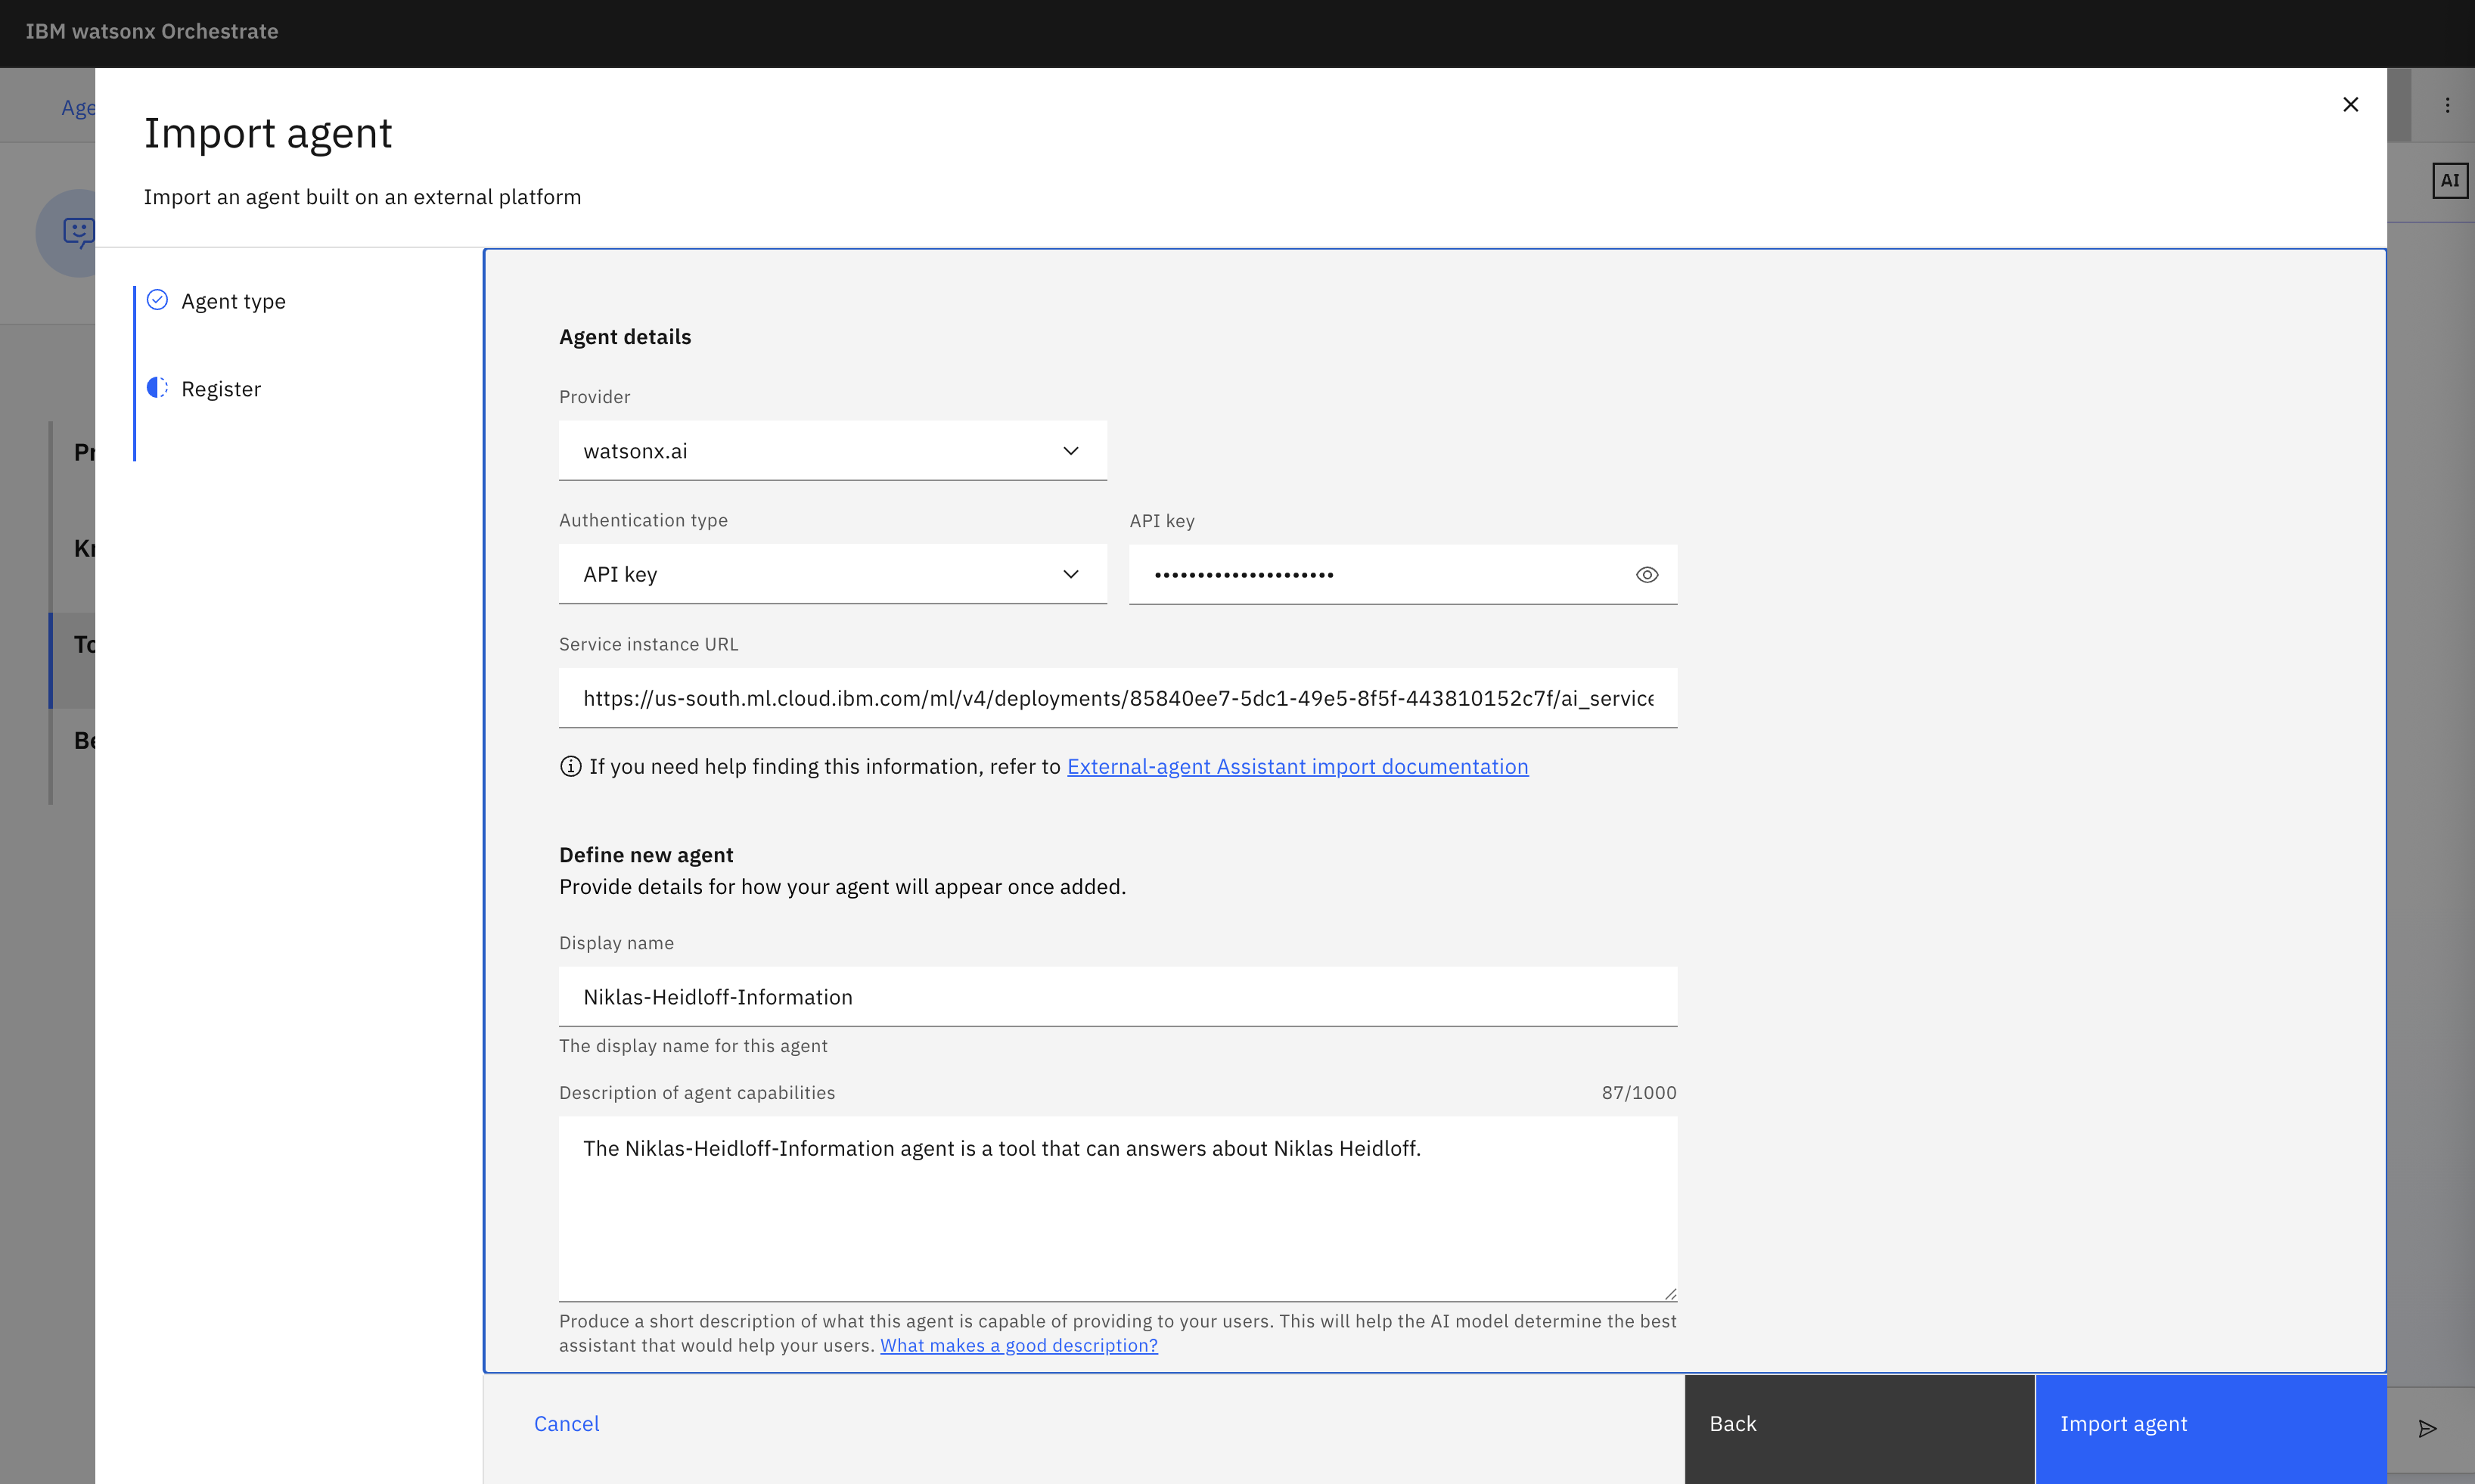 IBM watsonx Orchestrate
Import agent
Import an agent built on an external platform
AI
Agent type
Register
Agent details
Provider
watsonx.ai
Authentication type
API key
API key
Service instance URL
https://us-south.ml.cloud.ibm.com/ml/v4/deployments/85840ee7-5dc1-49e5-8f5f-443810152c7f/ai_service
If you need help finding this information, refer to External-agent Assistant import documentation
Define new agent
Provide details for how your agent will appear once added.
Display name
Niklas-Heidloff-Information
The display name for this agent
Description of agent capabilities
87/1000
The Niklas-Heidloff-Information agent is a tool that can answers about Niklas Heidloff.
Produce a short description of what this agent is capable of providing to your users. This will help the AI model determine the best
assistant that would help your users. What makes a good description?
Cancel
Back
Import agent